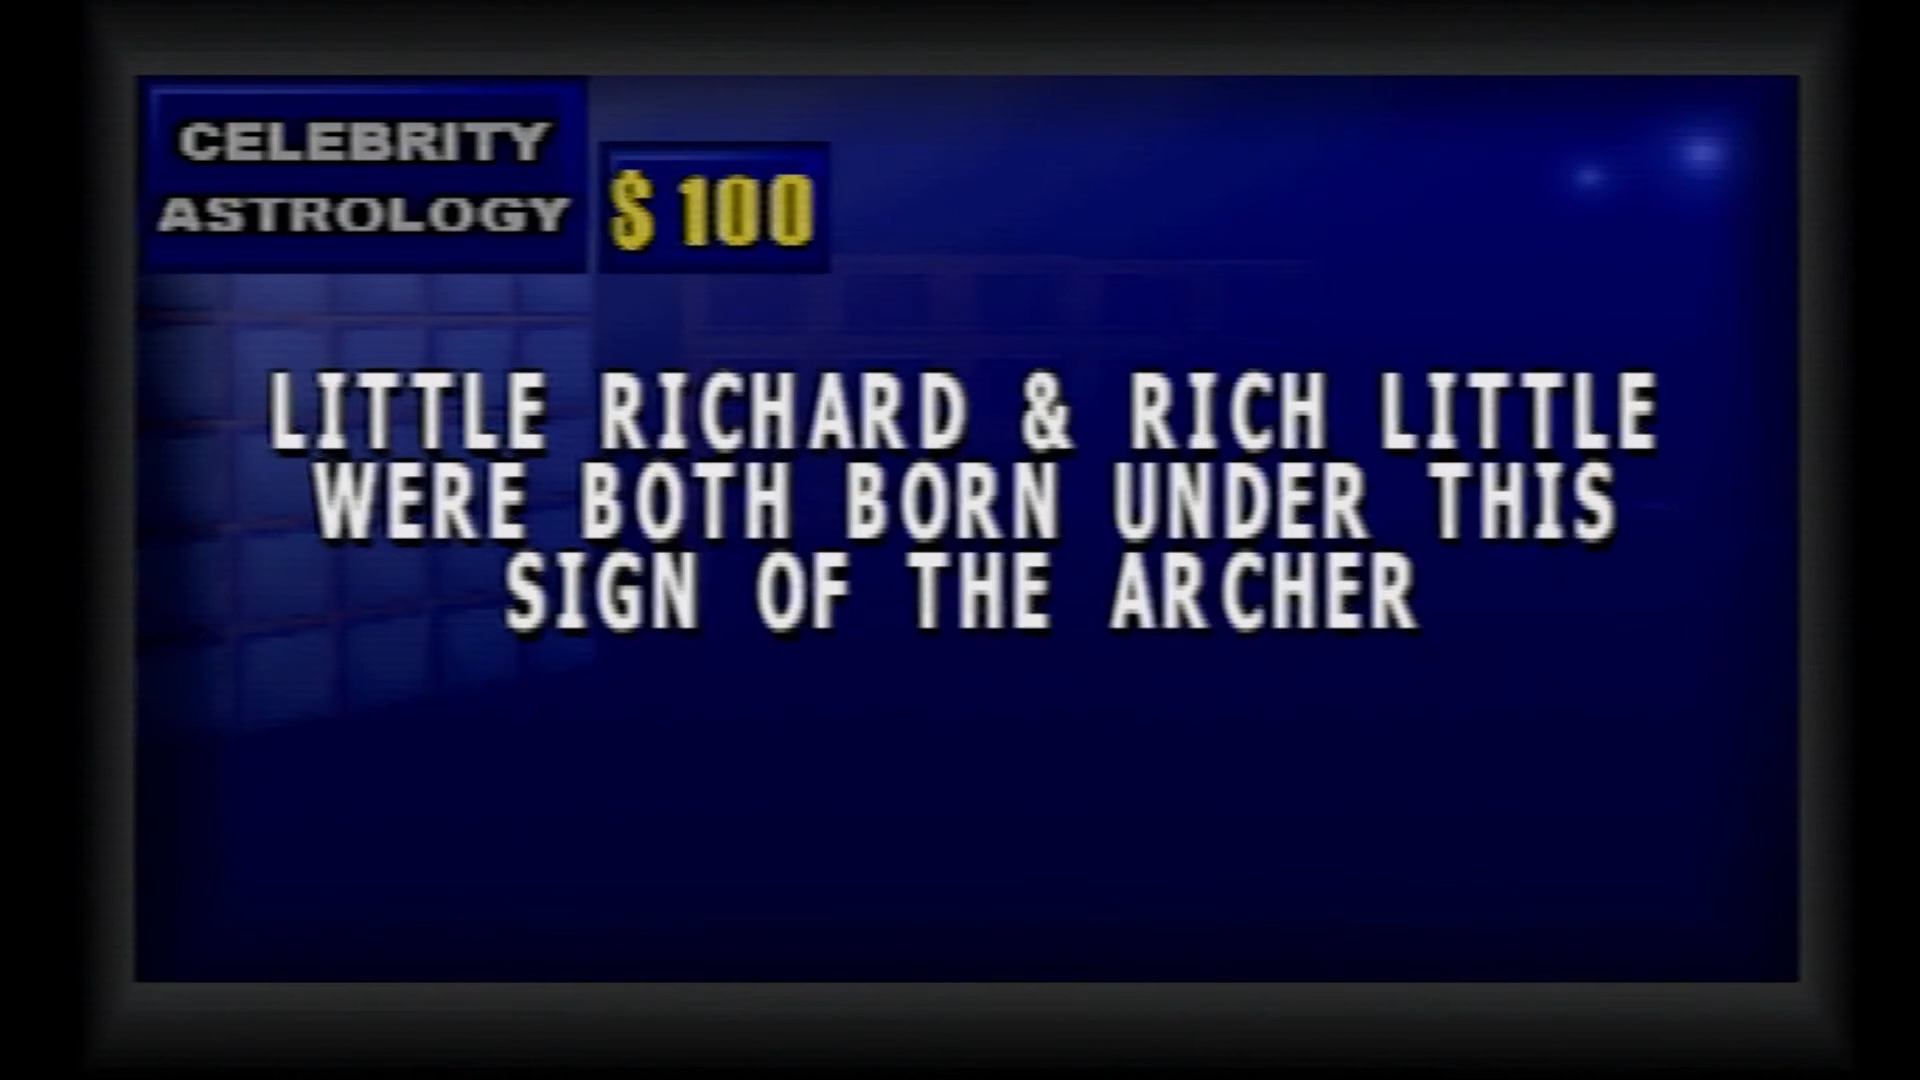 CELEBRITY
ASTROLOGY
$ 100
LITTLE RICHARD & RICH LITTLE
WERE BOTH BORN UNDER THIS
SIGN OF THE ARCHER